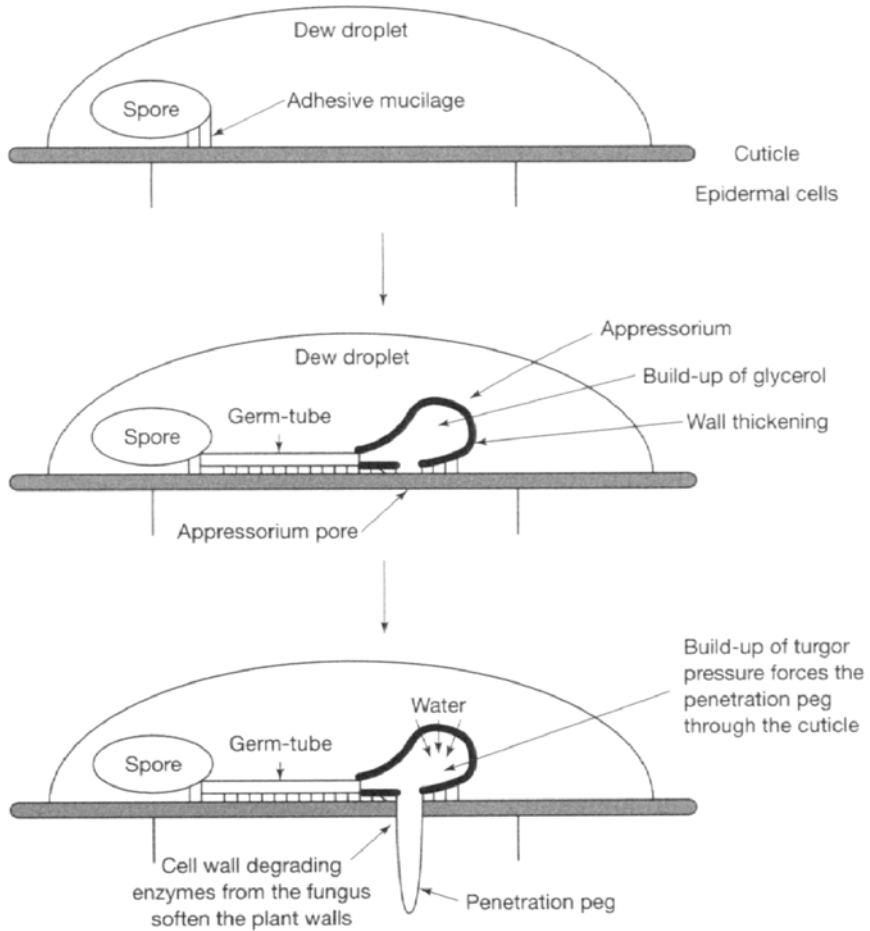 Dew droplet
Spore
Adhesive mucilage
Cuticle
Epidermal cells
Appressorium
Dew droplet
Build-up of glycerol
Germ-tube
Wall thickening
Spore
Appressorium pore
Build-up of turgor
pressure forces the
penetration peg
through the cuticle
Water
Germ-tube
Spore
Cell wall degrading
enzymes from the fungus
soften the plant walls
Penetration peg